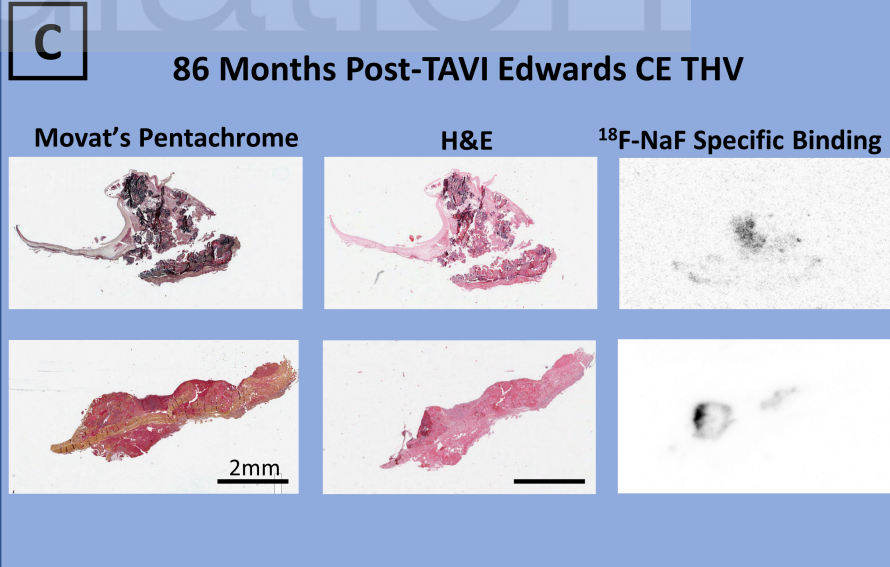 C
86 Months Post-TAVI Edwards CE THV
Movat's Pentachrome
H&E
¹⁸F-NaF Specific Binding
2mm